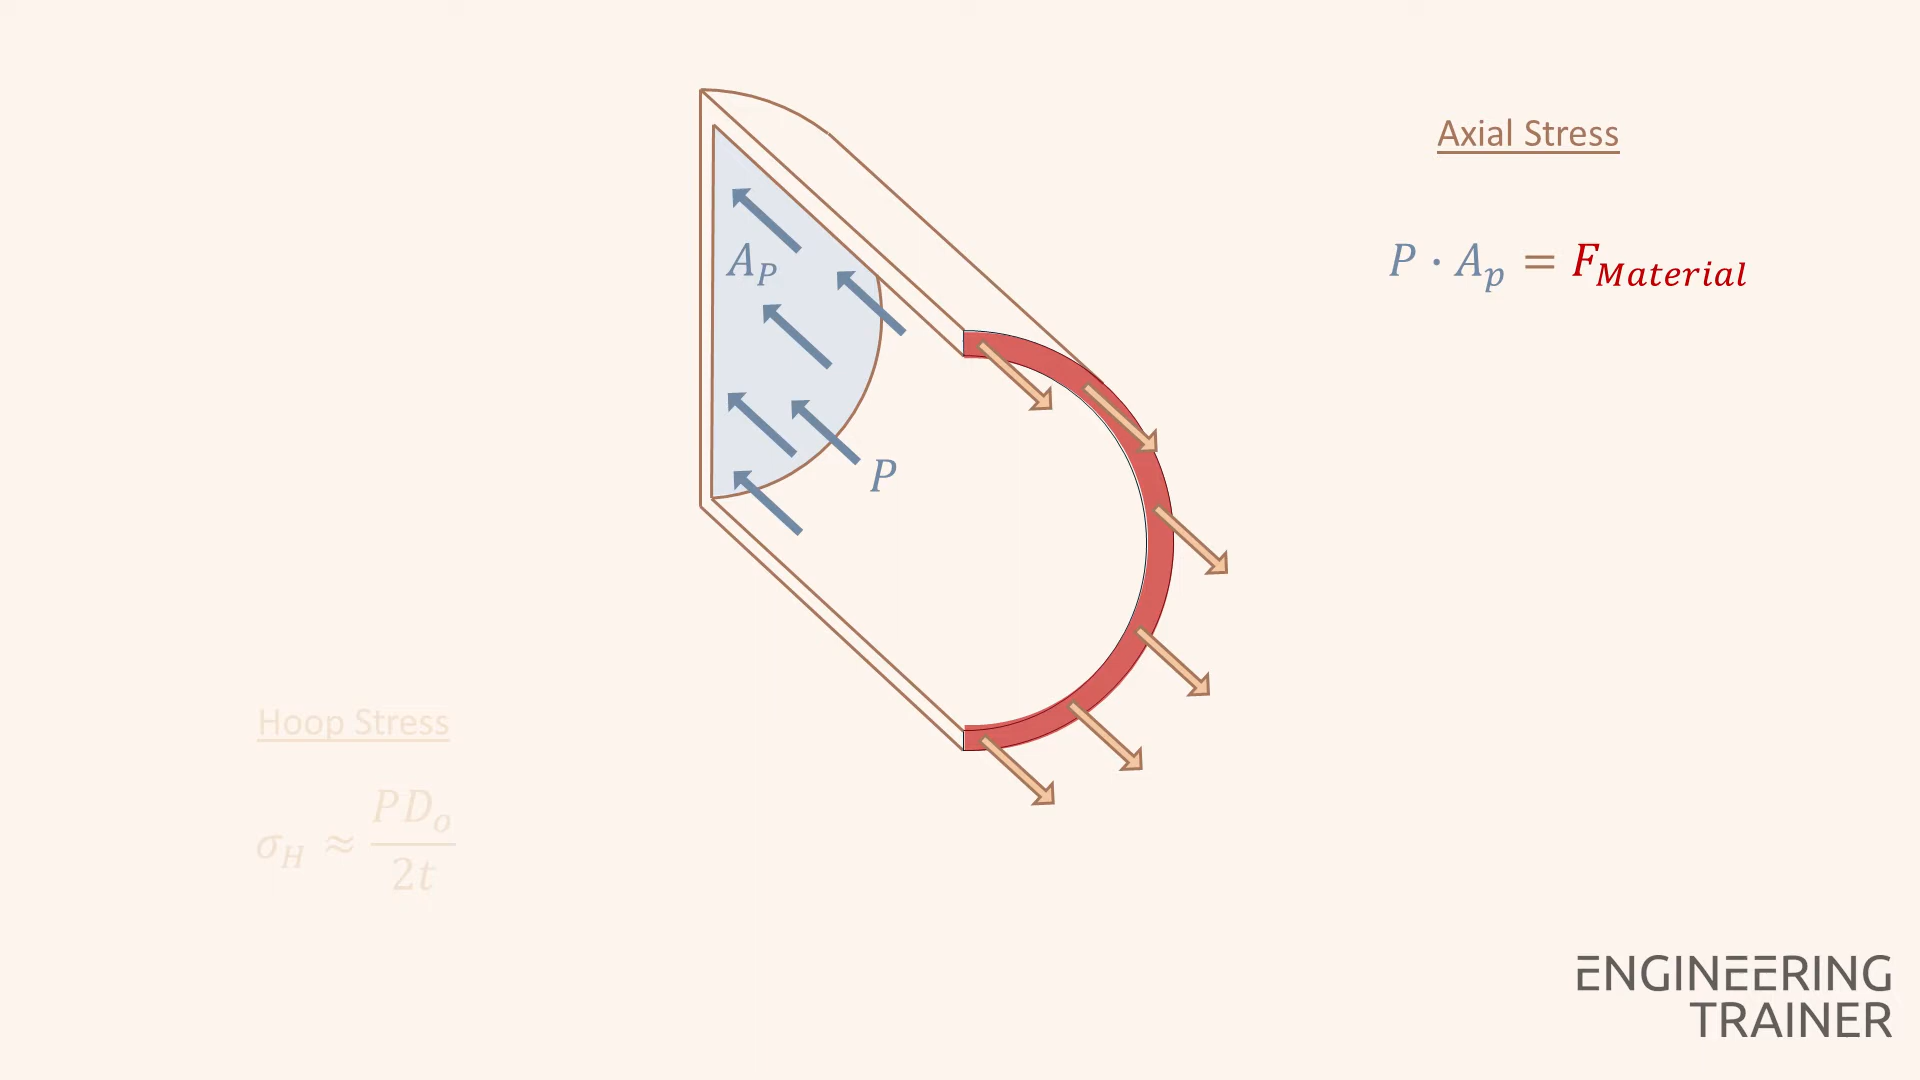 Axial Stress
P · A_p = F_Material
A_P
P
Hoop Stress
σ_H ≈ PD_o / 2t
ENGINEERING
TRAINER